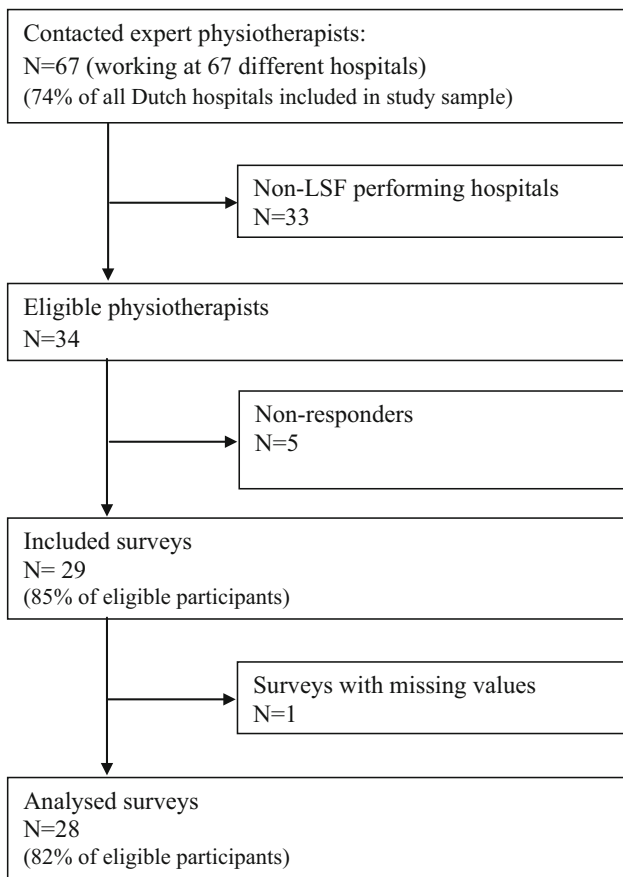 Contacted expert physiotherapists:
N=67 (working at 67 different hospitals)
(74% of all Dutch hospitals included in study sample)
Non-LSF performing hospitals
N=33
Eligible physiotherapists
N=34
Non-responders
N=5
Included surveys
N= 29
(85% of eligible participants)
Surveys with missing values
N=1
Analysed surveys
N=28
(82% of eligible participants)